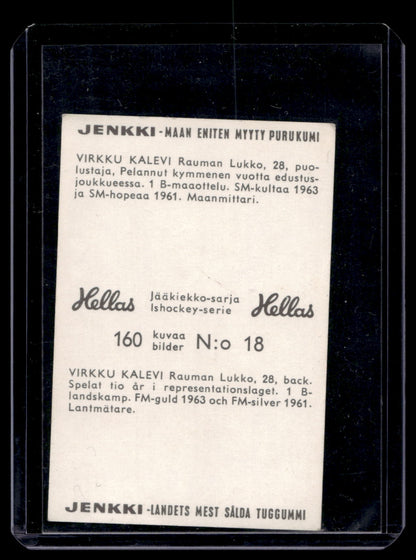 JENKKI - MAAN ENITEN MYYTY PURUKUMI
VIRKKU KALEVI Rauman Lukko, 28, puo-
lustaja, Pelannut kymmenen vuotta edustus-
joukkueessa. 1 B-maaottelu. SM-kultaa 1963
ja SM-hopeaa 1961. Maanmittari.
Hellas Jääkiekko-sarja Hellas
Ishockey-serie
160 kuvaa N:o 18
bilder
VIRKKU KALEVI Rauman Lukko, 28, back.
Spelat tio år i representationslaget. 1 B-
landskamp. FM-guld 1963 och FM-silver 1961.
Lantmätare.
JENKKI - LANDETS MEST SÅLDA TUGGUMMI